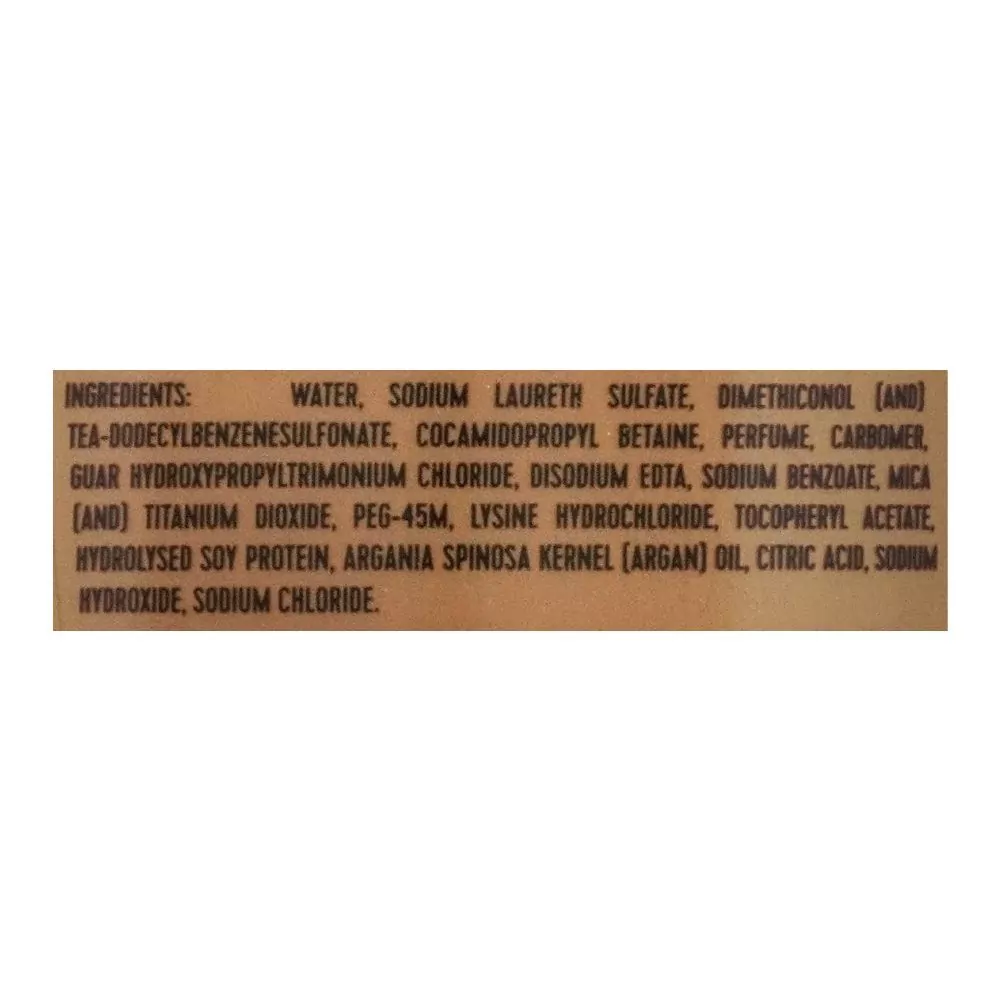 INGREDIENTS: WATER, SODIUM LAURETH SULFATE, DIMETHICONOL (AND)
TEA-DODECYLBENZENESULFONATE, COCAMIDOPROPYL BETAINE, PERFUME, CARBOMER,
GUAR HYDROXYPROPYLTRIMONIUM CHLORIDE, DISODIUM EDTA, SODIUM BENZOATE, MICA
(AND) TITANIUM DIOXIDE, PEG-45M, LYSINE HYDROCHLORIDE, TOCOPHERYL ACETATE,
HYDROLYSED SOY PROTEIN, ARGANIA SPINOSA KERNEL (ARGAN) OIL, CITRIC ACID, SODIUM
HYDROXIDE, SODIUM CHLORIDE.